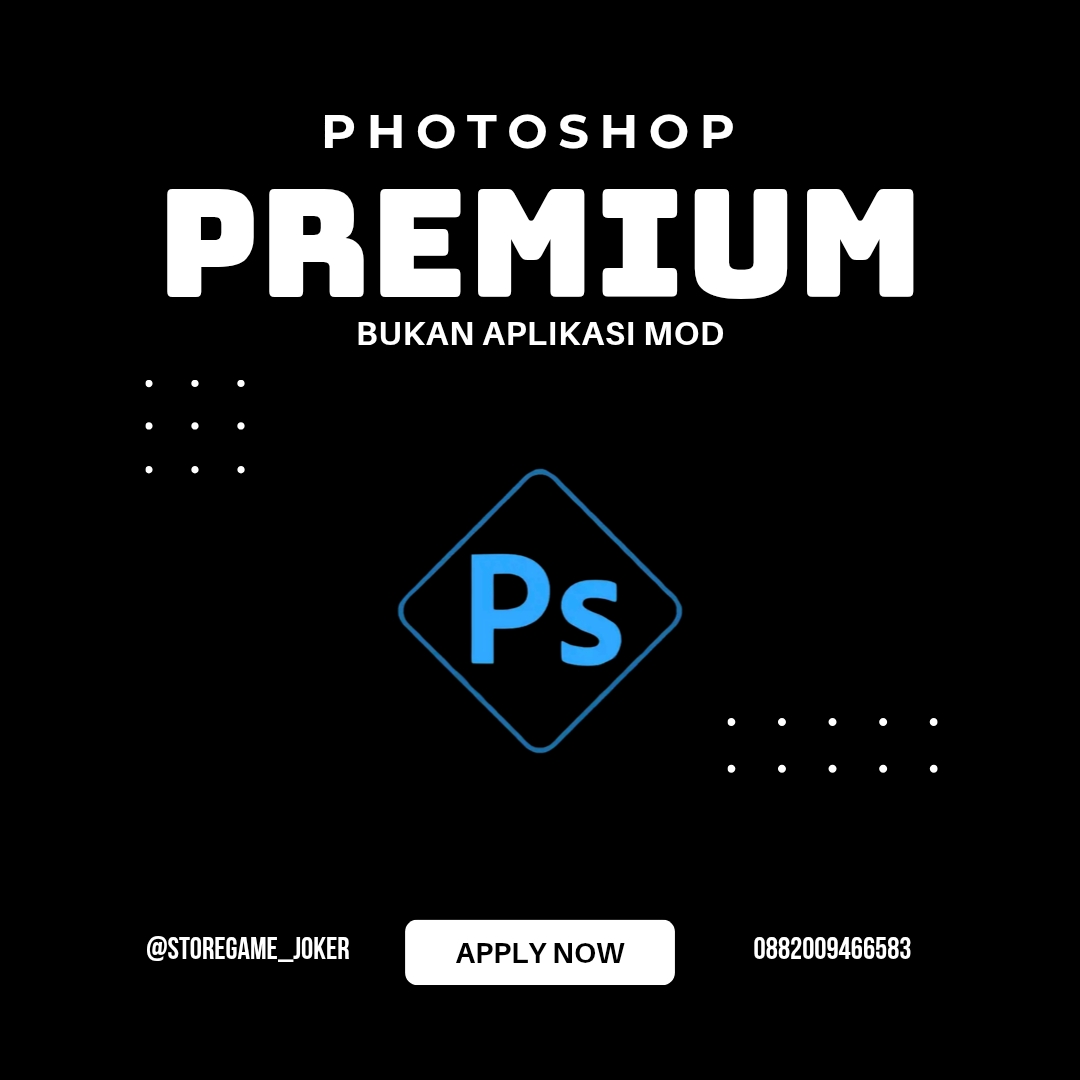 PHOTOSHOP
PREMIUM
BUKAN APLIKASI MOD
Ps
@STOREGAME_JOKER
APPLY NOW
0882009466583